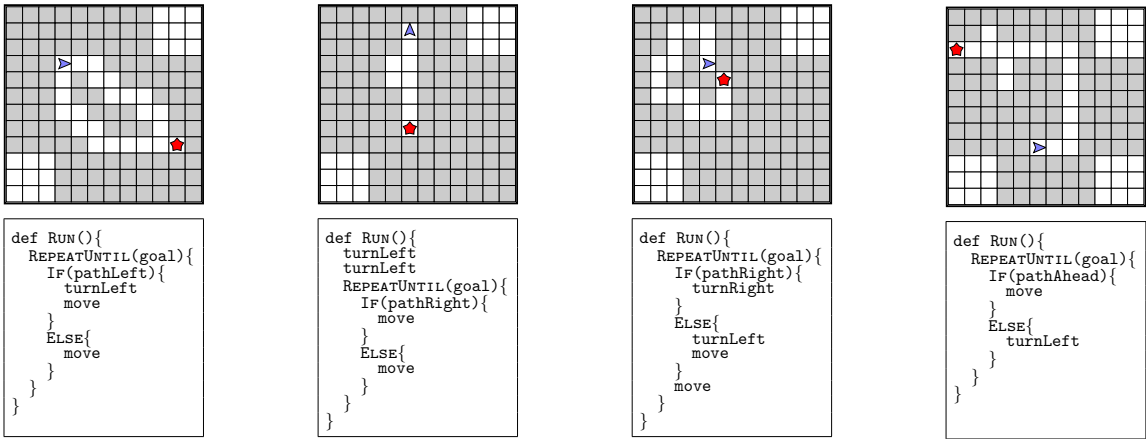 def RUN(){
REPEATUNTIL(goal){
IF(pathLeft){
turnLeft
move
}
ELSE{
move
}
}
}
def RUN(){
turnLeft
turnLeft
REPEATUNTIL(goal){
IF(pathRight){
move
}
ELSE{
move
}
}
}
def RUN(){
REPEATUNTIL(goal){
IF(pathRight){
turnRight
}
ELSE{
turnLeft
move
}
move
}
}
def RUN(){
REPEATUNTIL(goal){
IF(pathAhead){
move
}
ELSE{
turnLeft
}
}
}